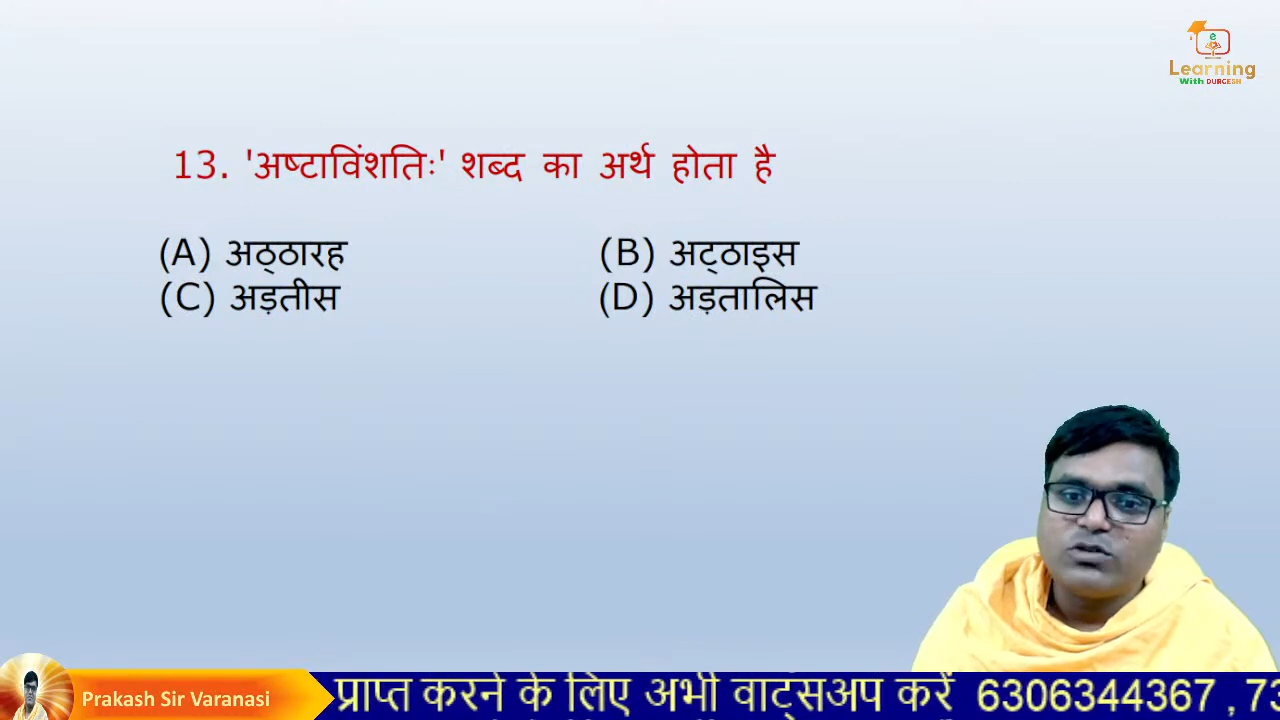 e
Learning
With DURGESH
13. 'अष्टाविंशतिः' शब्द का अर्थ होता है
(A) अठ्ठारह (B) अट्ठाइस
(C) अड़तीस (D) अड़तालिस
Prakash Sir Varanasi
प्राप्त करने के लिए अभी वाट्सअप करें 6306344367 , 73